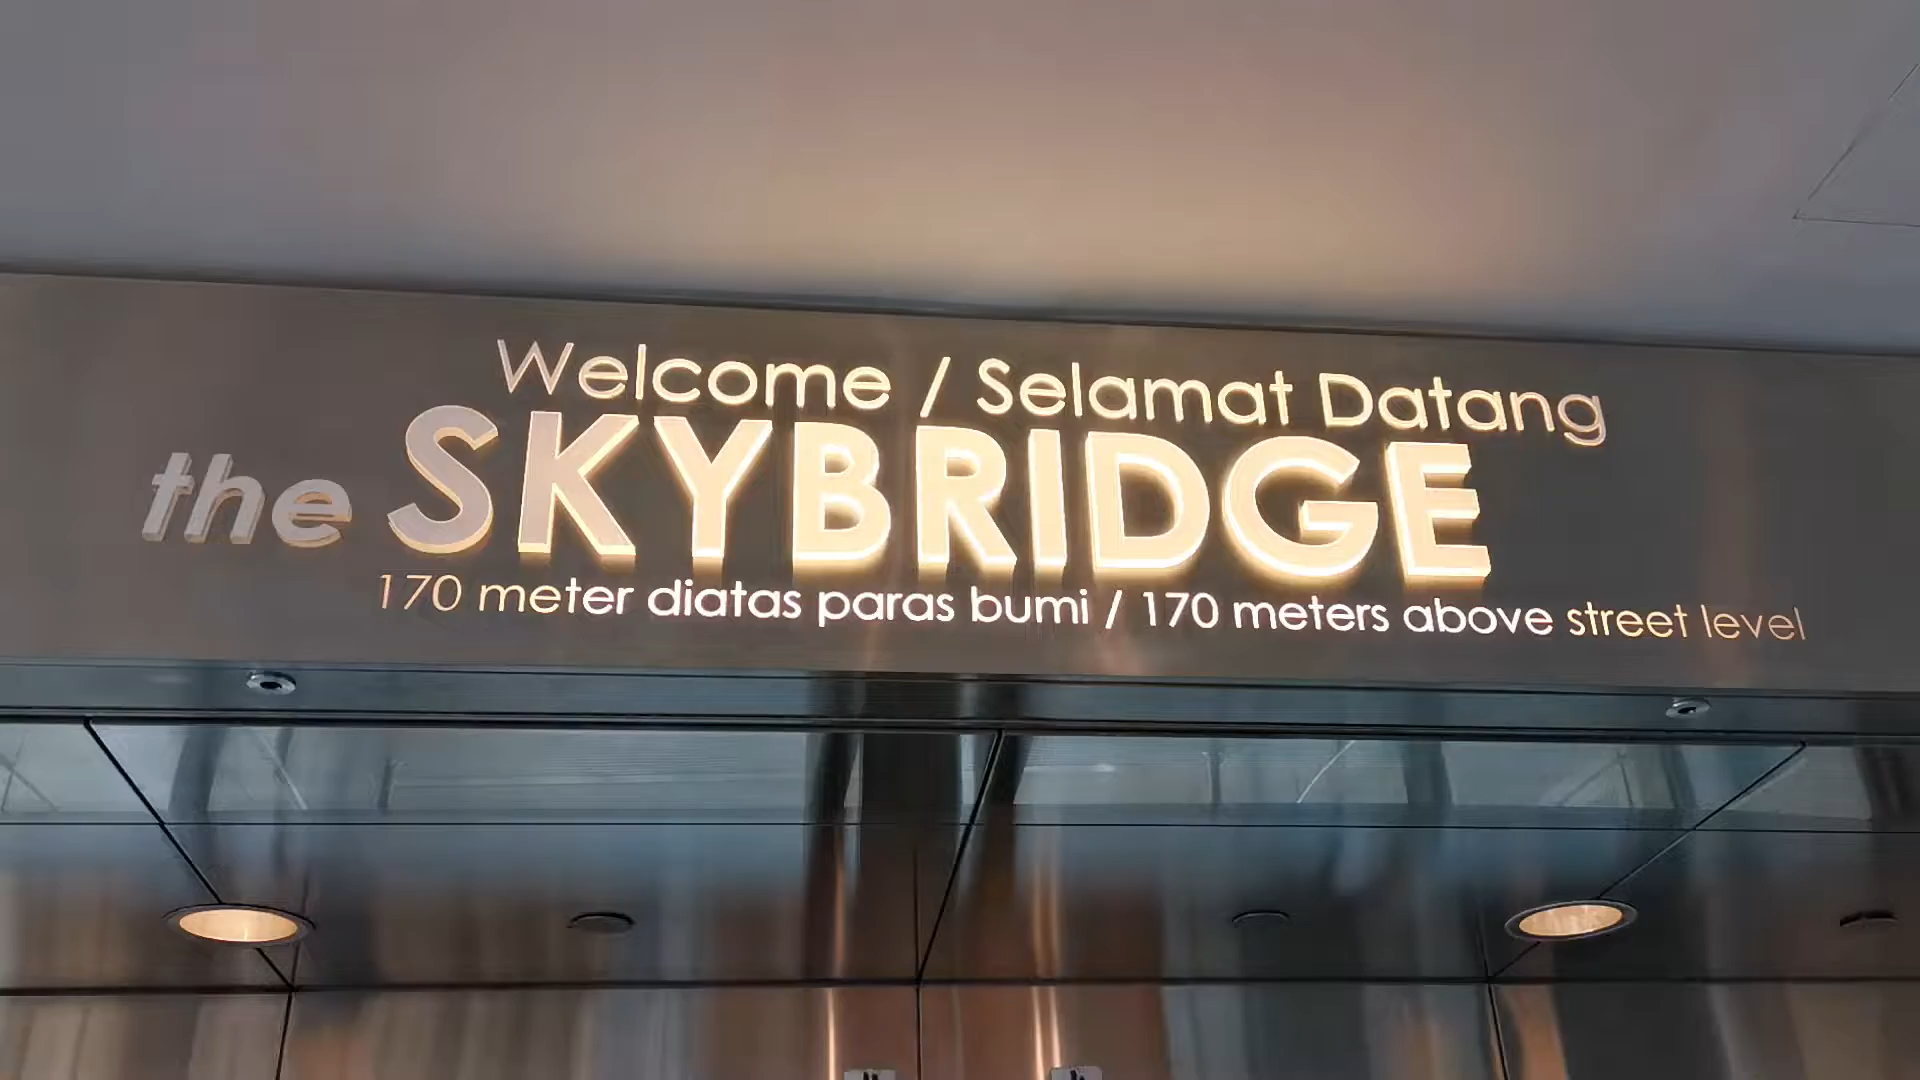 Welcome / Selamat Datang
the SKYBRIDGE
170 meter diatas paras bumi / 170 meters above street level